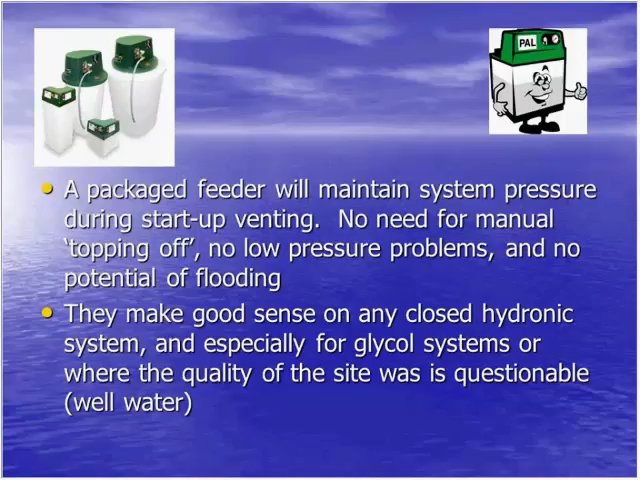 PAL
A packaged feeder will maintain system pressure
during start-up venting.  No need for manual
‘topping off’, no low pressure problems, and no
potential of flooding
They make good sense on any closed hydronic
system, and especially for glycol systems or
where the quality of the site was is questionable
(well water)